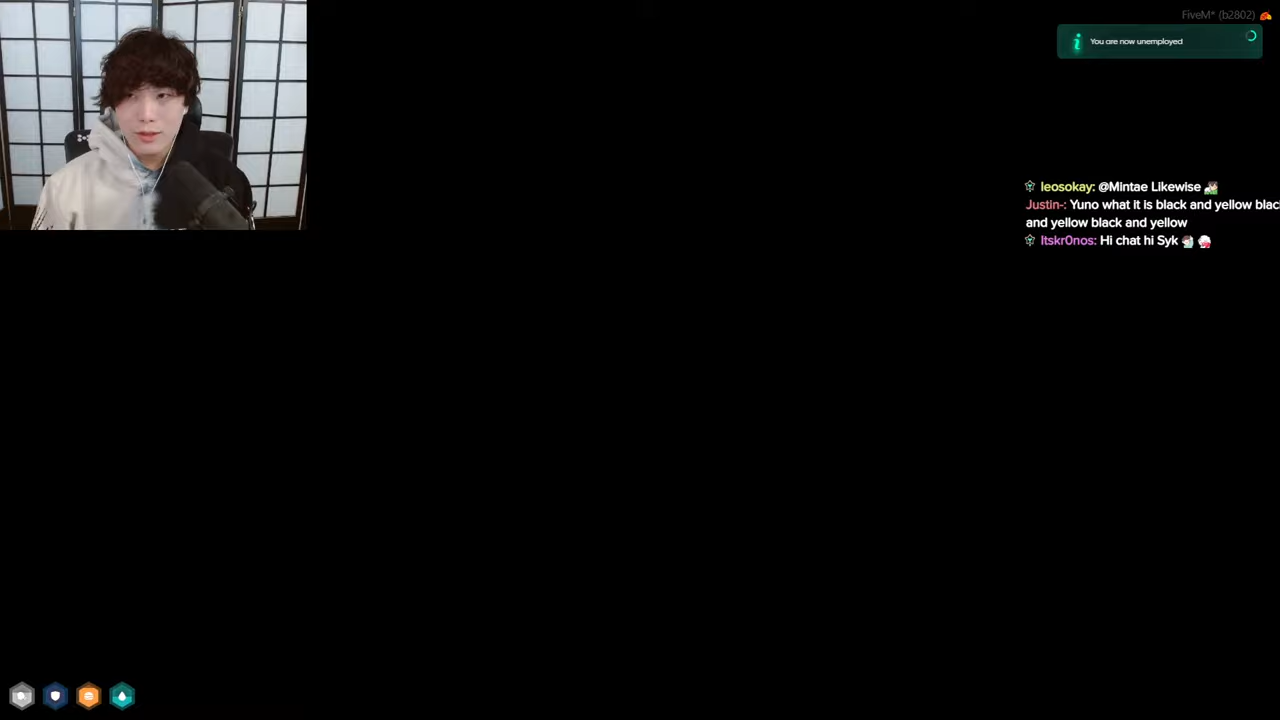 FiveM* (b2802)
You are now unemployed
leosokay: @Mintae Likewise
Justin-: Yuno what it is black and yellow blac
and yellow black and yellow
Itskr0nos: Hi chat hi Syk